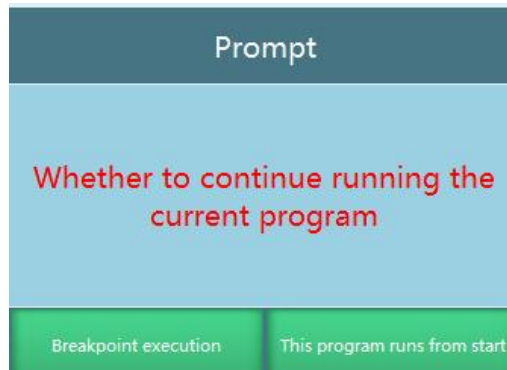 Prompt
Whether to continue running the
current program
Breakpoint execution
This program runs from start